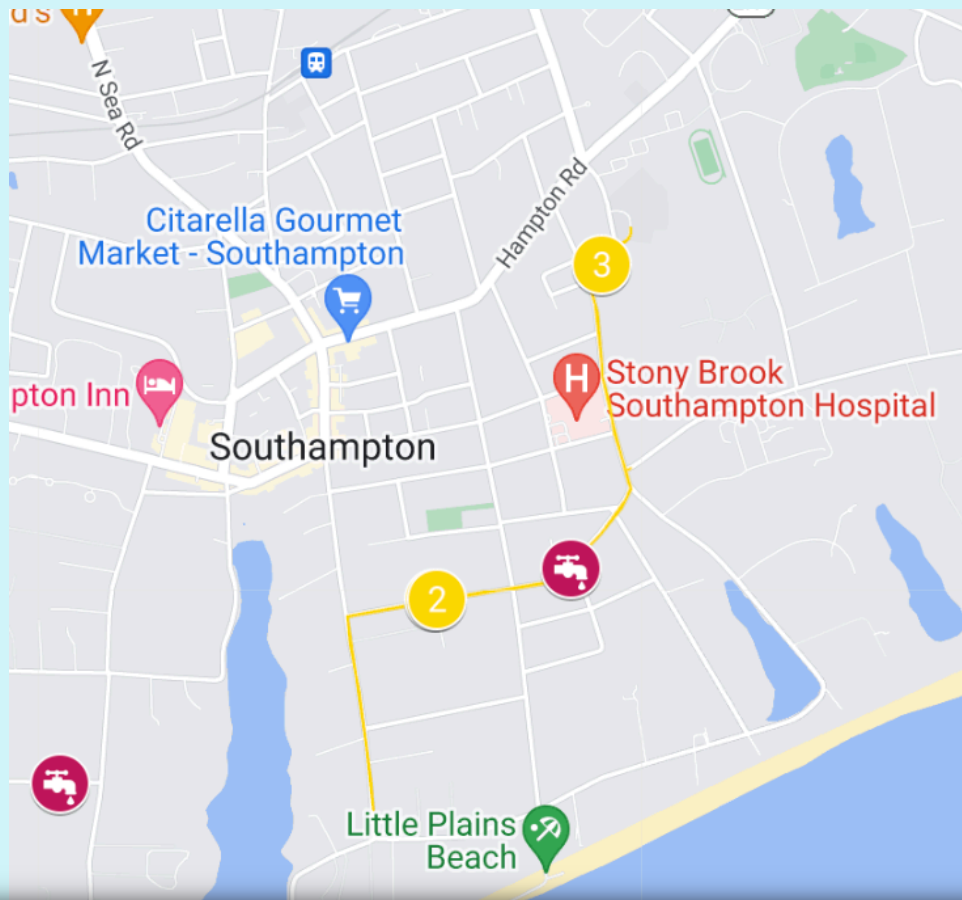 N Sea Rd
Citarella Gourmet
Market - Southampton
Hampton Rd
3
H
Stony Brook
Southampton Hospital
pton Inn
Southampton
2
Little Plains
Beach